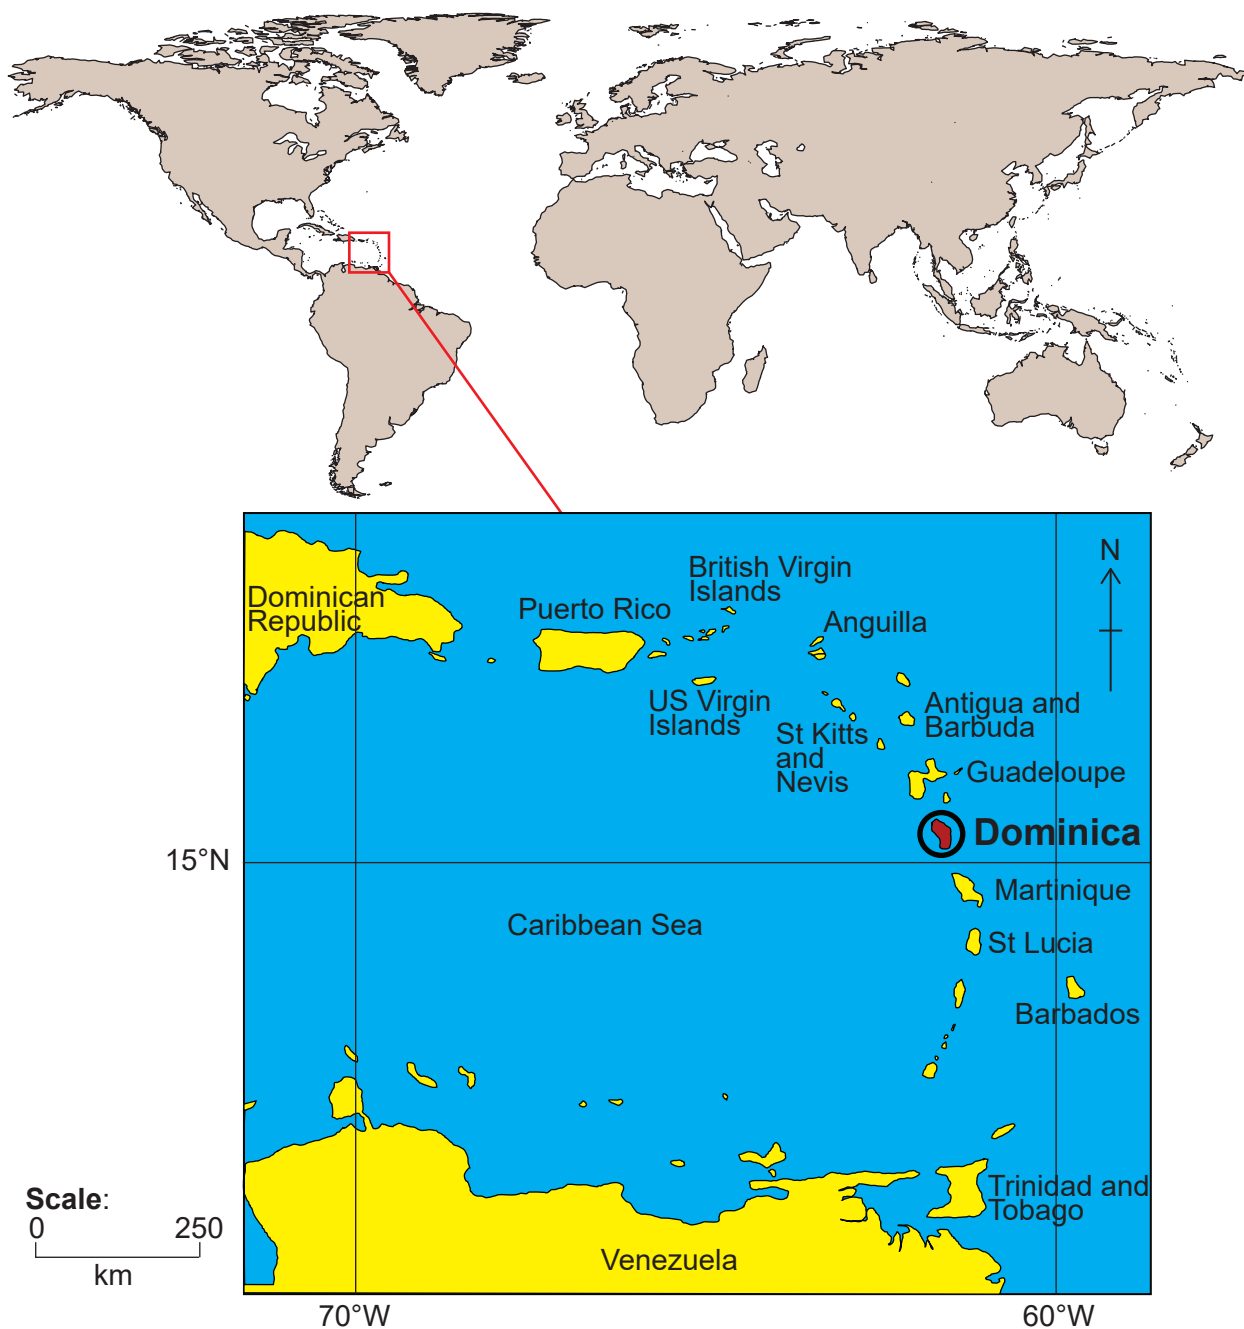 British Virgin
Islands
N
Dominican
Republic
Puerto Rico
Anguilla
US Virgin
Islands
Antigua and
Barbuda
St Kitts
and
Nevis
Guadeloupe
Dominica
15°N
Martinique
Caribbean Sea
St Lucia
Barbados
Trinidad and
Tobago
Scale:
0 250
km
Venezuela
70°W
60°W